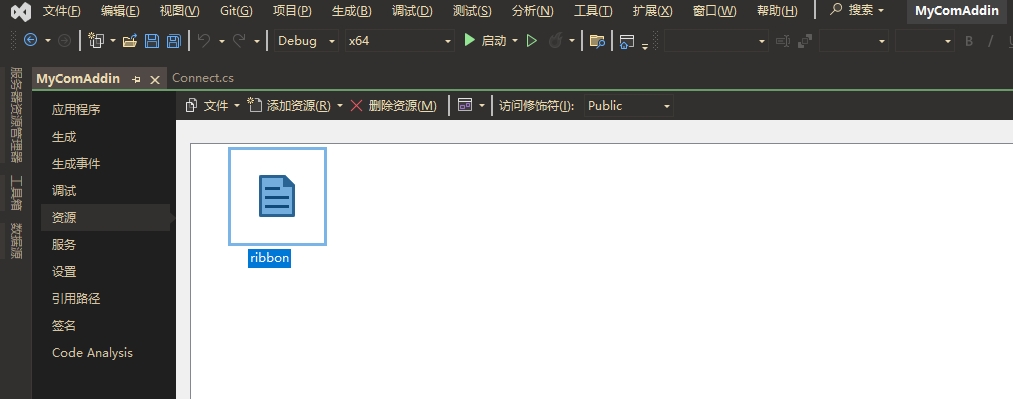 文件(F) 编辑(E) 视图(V) Git(G) 项目(P) 生成(B) 调试(D) 测试(S) 分析(N) 工具(T) 扩展(X) 窗口(W) 帮助(H) 搜索 MyComAddin
Debug x64 启动 B I U
服务器资源管理器
工具箱
数据源
MyComAddin Connect.cs
文件 添加资源(R) 删除资源(M) 访问修饰符(I): Public
应用程序
生成
生成事件
调试
资源
服务
设置
引用路径
签名
Code Analysis
ribbon